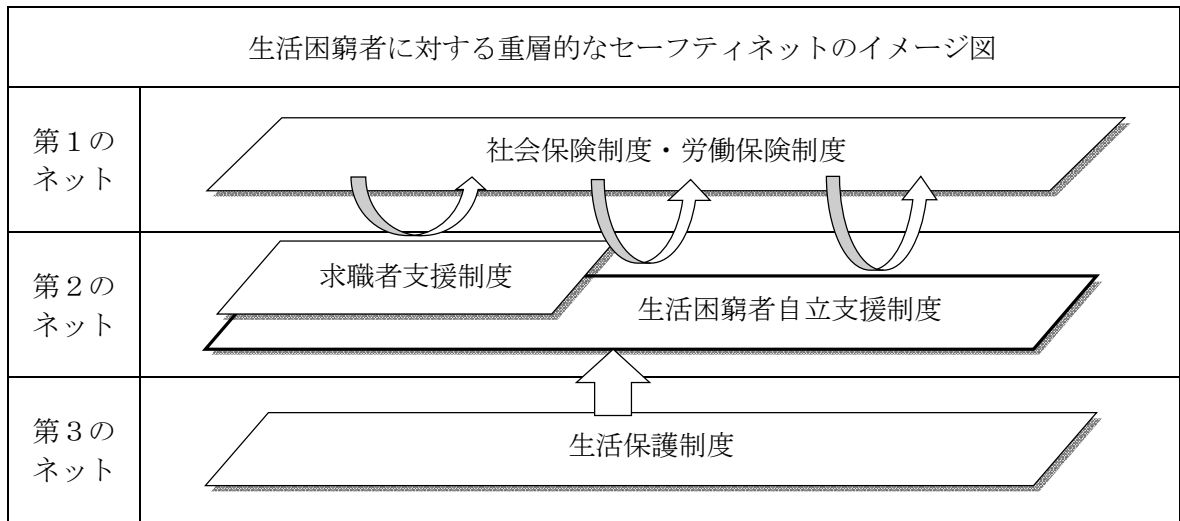 生活困窮者に対する重層的なセーフティネットのイメージ図
第１の
ネット
社会保険制度・労働保険制度
第２の
ネット
求職者支援制度
生活困窮者自立支援制度
第３の
ネット
生活保護制度